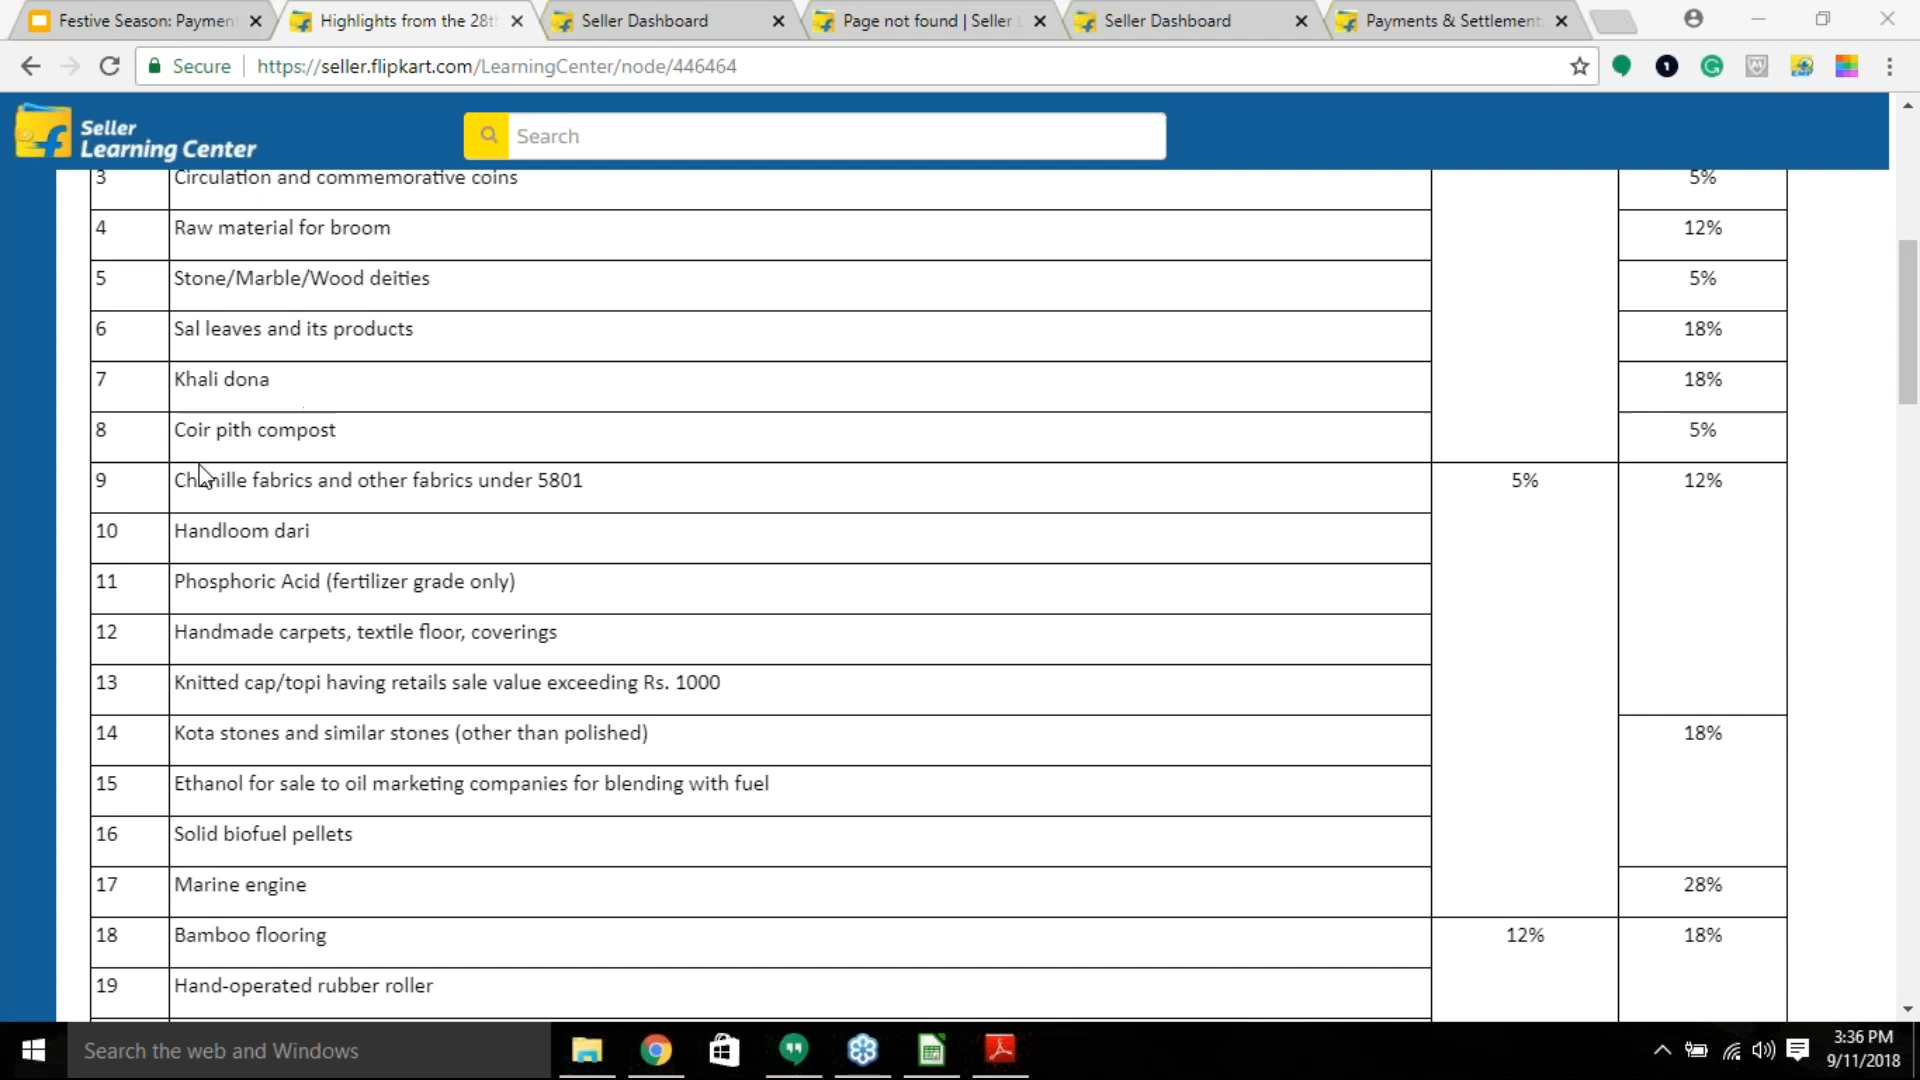 Festive Season: Paymen
Highlights from the 28th
Seller Dashboard
Page not found | Seller L
Seller Dashboard
Payments & Settlement
Secure
https://seller.flipkart.com/LearningCenter/node/446464
Seller
Learning Center
Search
3 Circulation and commemorative coins 5%
4 Raw material for broom 12%
5 Stone/Marble/Wood deities 5%
6 Sal leaves and its products 18%
7 Khali dona 18%
8 Coir pith compost 5%
9 Chenille fabrics and other fabrics under 5801 5% 12%
10 Handloom dari
11 Phosphoric Acid (fertilizer grade only)
12 Handmade carpets, textile floor, coverings
13 Knitted cap/topi having retails sale value exceeding Rs. 1000
14 Kota stones and similar stones (other than polished) 18%
15 Ethanol for sale to oil marketing companies for blending with fuel
16 Solid biofuel pellets
17 Marine engine 28%
18 Bamboo flooring 12% 18%
19 Hand-operated rubber roller
Search the web and Windows
3:36 PM
9/11/2018